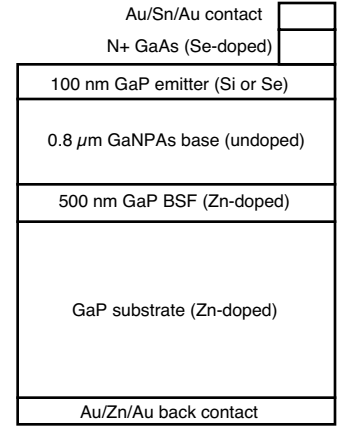 Au/Sn/Au contact
N+ GaAs (Se-doped)
100 nm GaP emitter (Si or Se)
0.8 µm GaNPAs base (undoped)
500 nm GaP BSF (Zn-doped)
GaP substrate (Zn-doped)
Au/Zn/Au back contact